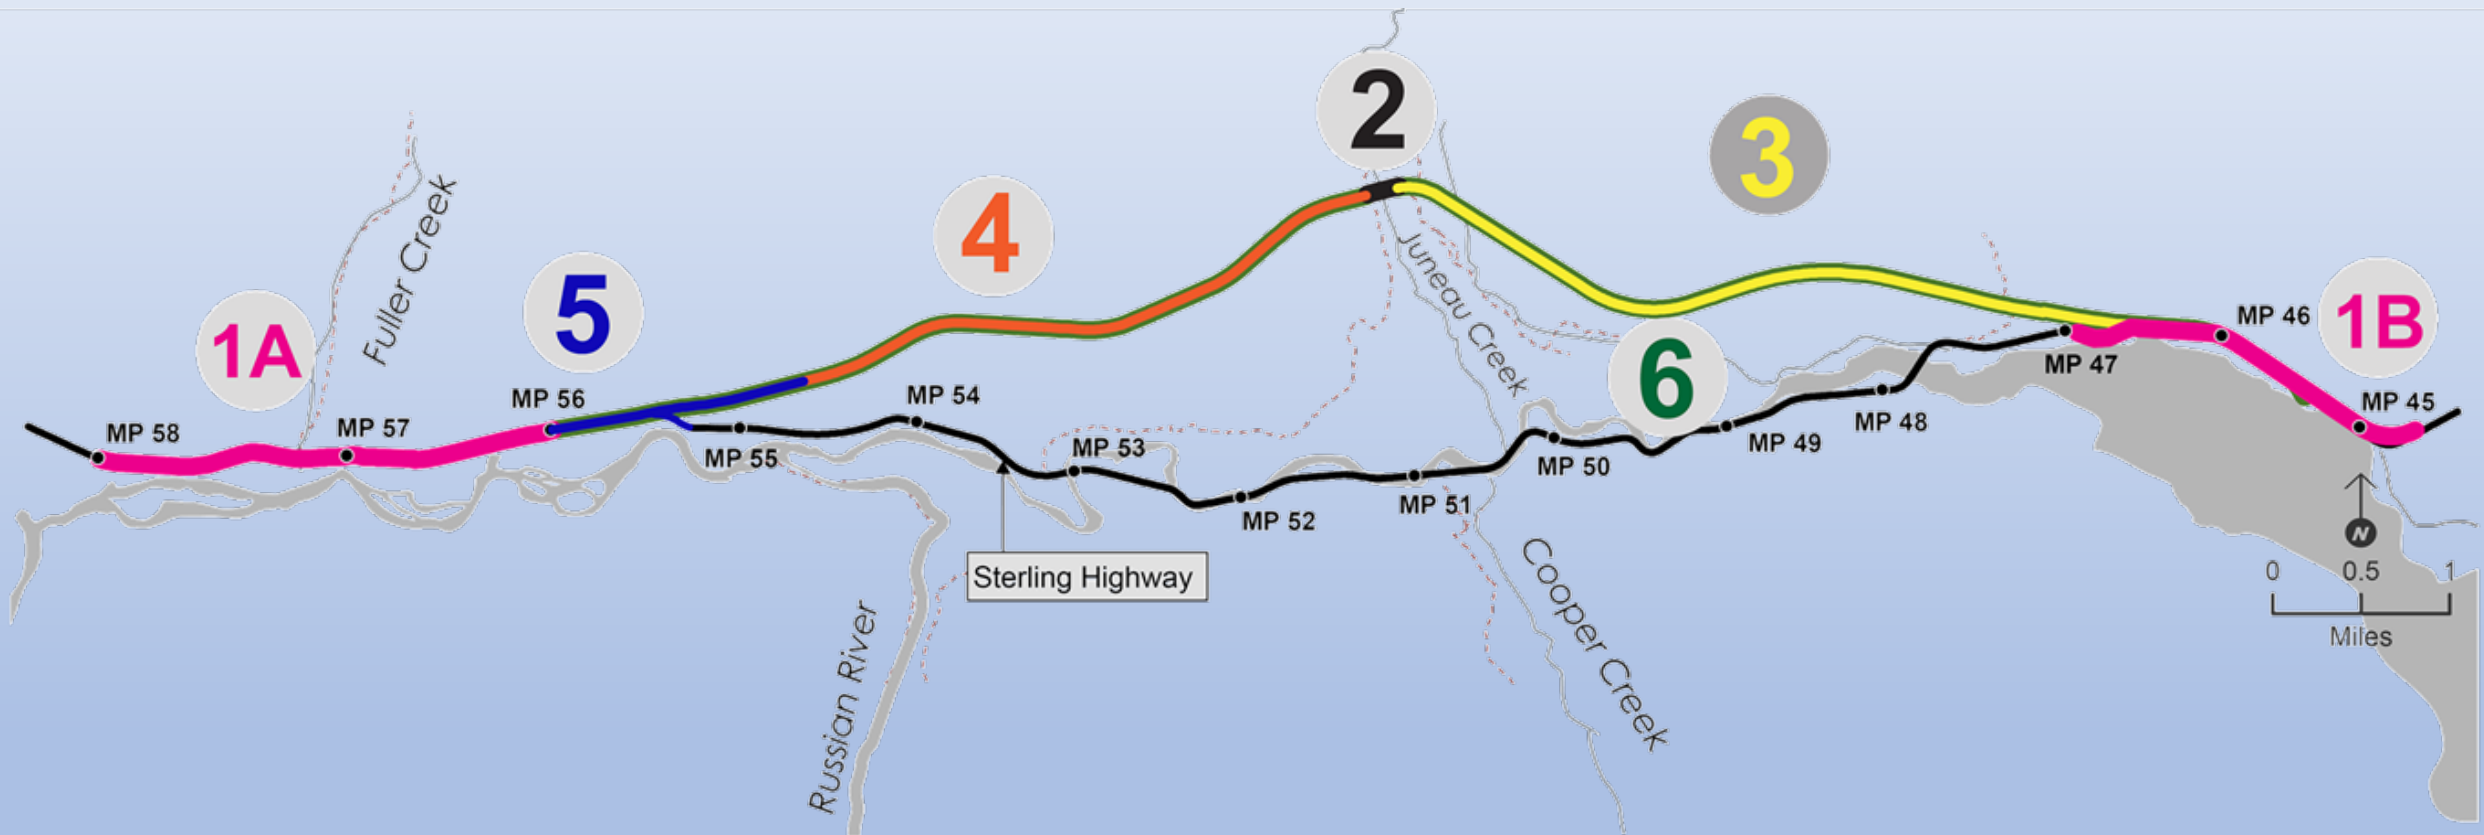 2
3
4
Fuller Creek
5
1A
Juneau Creek
6
MP 46
1B
MP 47
MP 56
MP 54
MP 48
MP 45
MP 58
MP 57
MP 55
MP 53
MP 49
MP 50
MP 51
MP 52
Sterling Highway
Russian River
Cooper Creek
N
0 0.5 1
Miles